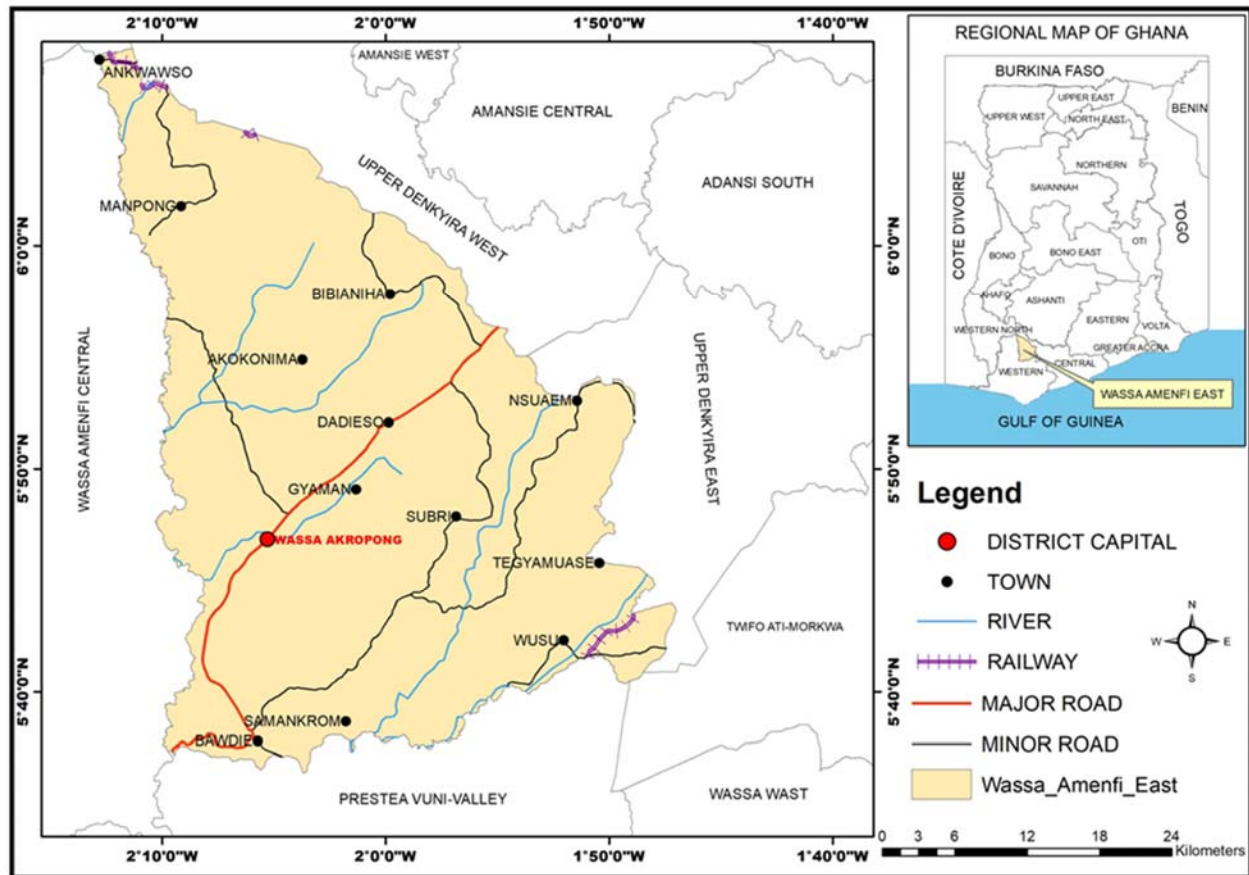 2°10'0"W
2°0'0"W
1°50'0"W
1°40'0"W
ANKWAWSO
AMANSIE WEST
AMANSIE CENTRAL
UPPER DENKYIRA WEST
ADANSI SOUTH
MANPONG
6°0'0"N
6°0'0"N
BIBIANIHA
AKOKONIMA
WASSA AMENFI CENTRAL
UPPER DENKYIRA EAST
NSUAEM
DADIESO
5°50'0"N
5°50'0"N
GYAMAN
SUBRI
WASSA AKROPONG
TEGYAMUASE
WUSU
TWIFO ATI-MORKWA
5°40'0"N
5°40'0"N
SAMANKROM
BAWDIE
PRESTEA VUNI-VALLEY
WASSA WAST
2°10'0"W
2°0'0"W
1°50'0"W
1°40'0"W
REGIONAL MAP OF GHANA
BURKINA FASO
BENIN
UPPER EAST
UPPER WEST
NORTH EAST
NORTHERN
SAVANNAH
COTE D'IVOIRE
TOGO
OTI
BONO
BONO EAST
AHAFO
ASHANTI
EASTERN
VOLTA
WESTERN NORTH
GREATER ACCRA
CENTRAL
WESTERN
WASSA AMENFI EAST
GULF OF GUINEA
Legend
DISTRICT CAPITAL
TOWN
RIVER
RAILWAY
MAJOR ROAD
MINOR ROAD
Wassa_Amenfi_East
N
W
E
S
0 3 6 12 18 24
Kilometers